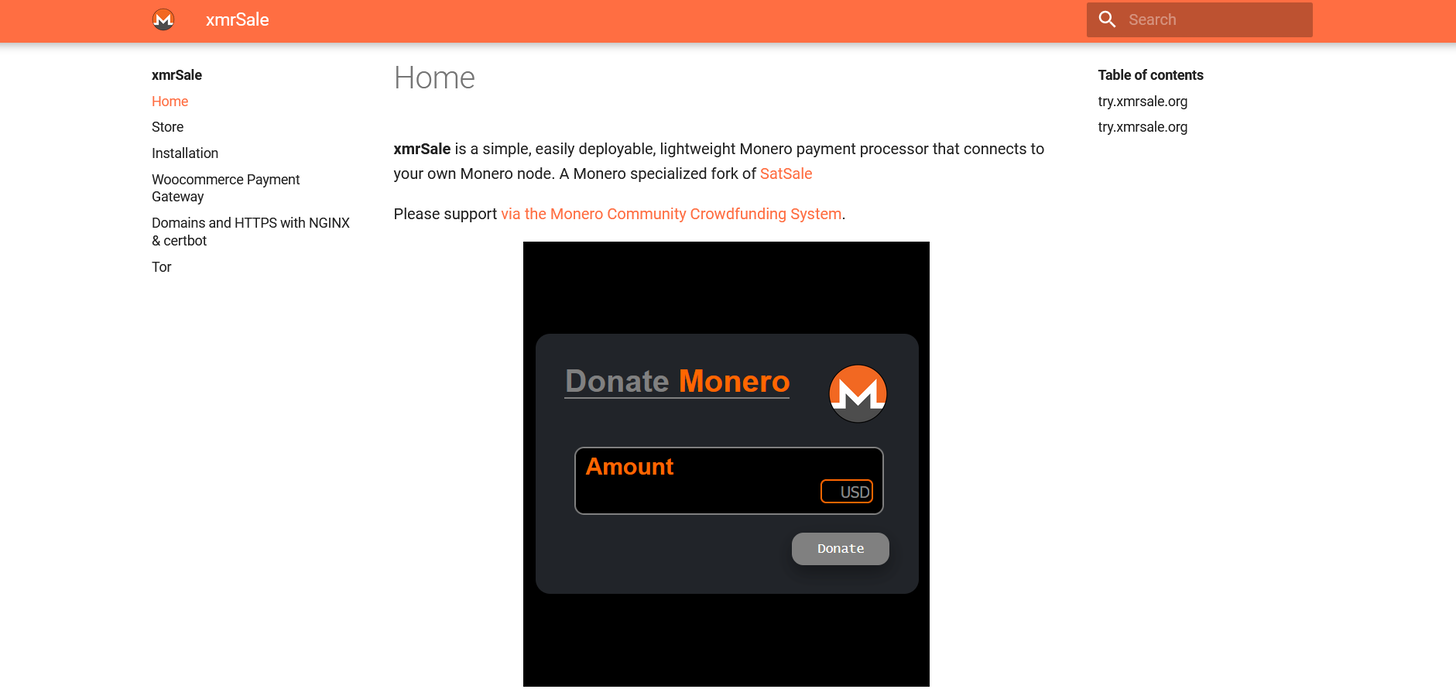 xmrSale
Search
xmrSale
Home
Store
Installation
Woocommerce Payment
Gateway
Domains and HTTPS with NGINX
& certbot
Tor
Home
xmrSale is a simple, easily deployable, lightweight Monero payment processor that connects to
your own Monero node. A Monero specialized fork of SatSale
Please support via the Monero Community Crowdfunding System.
Donate Monero
Amount
USD
Donate
Table of contents
try.xmrsale.org
try.xmrsale.org